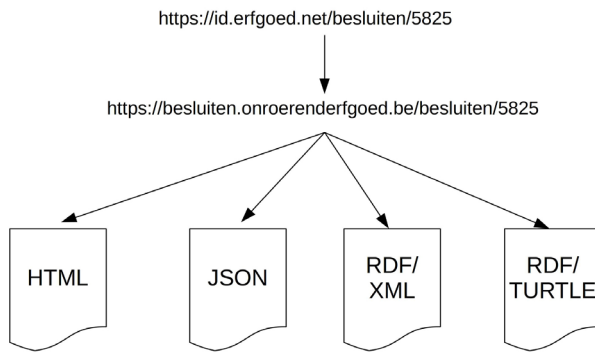 https://id.erfgoed.net/besluiten/5825
https://besluiten.onroerenderfgoed.be/besluiten/5825
HTML
JSON
RDF/
XML
RDF/
TURTLE